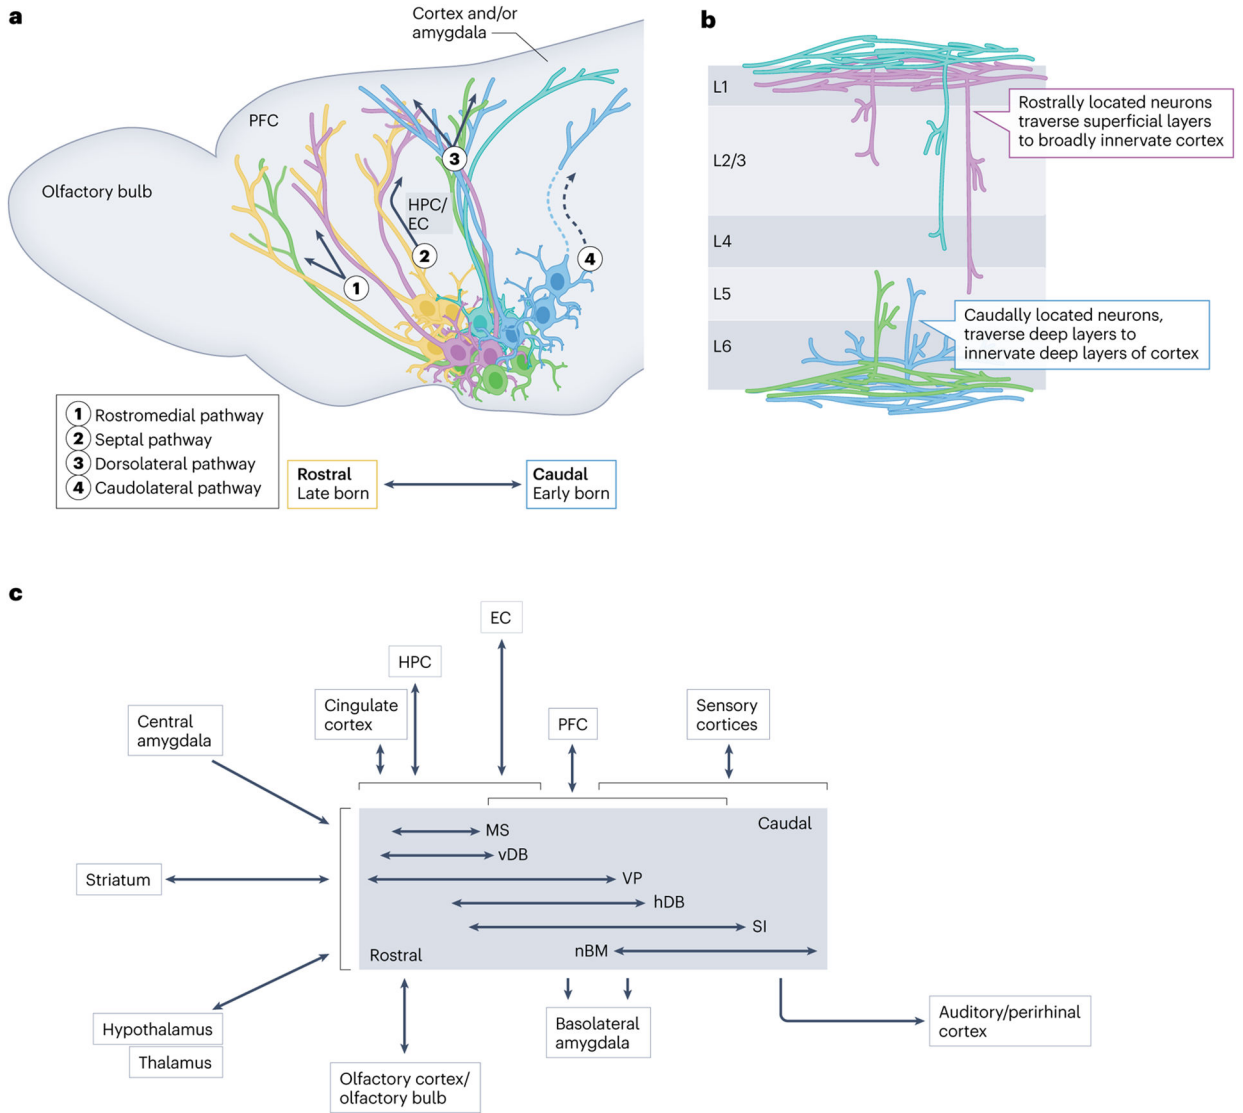 a
Cortex and/or
amygdala
PFC
Olfactory bulb
HPC/
EC
1
2
3
4
1 Rostromedial pathway
2 Septal pathway
3 Dorsolateral pathway
4 Caudolateral pathway
Rostral
Late born
Caudal
Early born
b
L1
L2/3
L4
L5
L6
Rostrally located neurons
traverse superficial layers
to broadly innervate cortex
Caudally located neurons,
traverse deep layers to
innervate deep layers of cortex
c
EC
HPC
Cingulate
cortex
PFC
Sensory
cortices
Central
amygdala
Striatum
Hypothalamus
Thalamus
Caudal
MS
vDB
VP
hDB
SI
nBM
Rostral
Olfactory cortex/
olfactory bulb
Basolateral
amygdala
Auditory/perirhinal
cortex